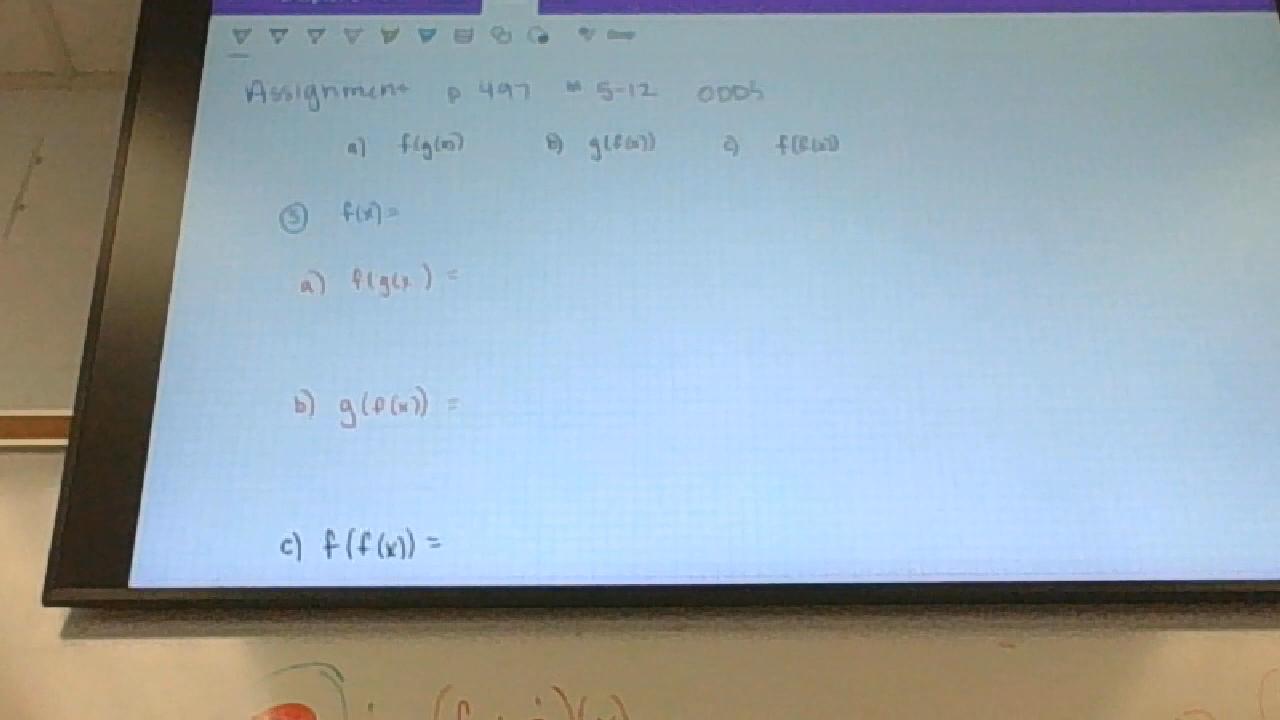 Assignment p 497 # 5-12 ODDS
a) f(g(x)) b) g(f(x)) c) f(f(x))
⑤ f(x) =
a) f(g(x ) =
b) g(f(x)) =
c) f(f(x)) =